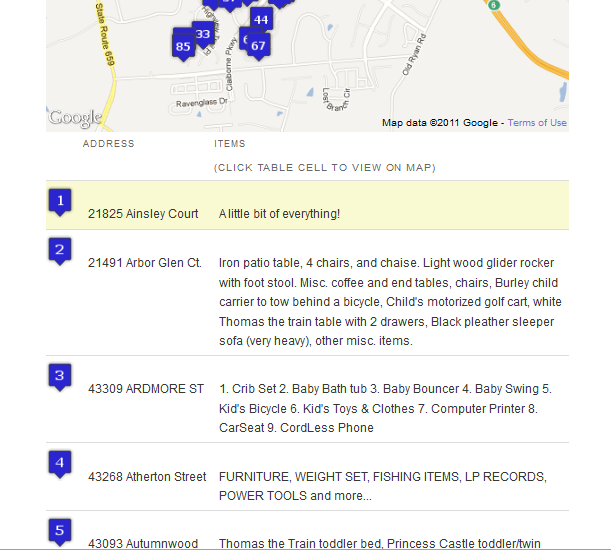 State Route 659
44
33
85
67
6
Claiborne Pkwy
Old Ryan Rd
Ravenglass Dr
Lost Branch Cir
Google
Map data ©2011 Google - Terms of Use
ADDRESS ITEMS
(CLICK TABLE CELL TO VIEW ON MAP)
1
21825 Ainsley Court A little bit of everything!
2
21491 Arbor Glen Ct. Iron patio table, 4 chairs, and chaise. Light wood glider rocker
with foot stool. Misc. coffee and end tables, chairs, Burley child
carrier to tow behind a bicycle, Child's motorized golf cart, white
Thomas the train table with 2 drawers, Black pleather sleeper
sofa (very heavy), other misc. items.
3
43309 ARDMORE ST 1. Crib Set 2. Baby Bath tub 3. Baby Bouncer 4. Baby Swing 5.
Kid's Bicycle 6. Kid's Toys & Clothes 7. Computer Printer 8.
CarSeat 9. CordLess Phone
4
43268 Atherton Street FURNITURE, WEIGHT SET, FISHING ITEMS, LP RECORDS,
POWER TOOLS and more...
5
43093 Autumnwood Thomas the Train toddler bed, Princess Castle toddler/twin